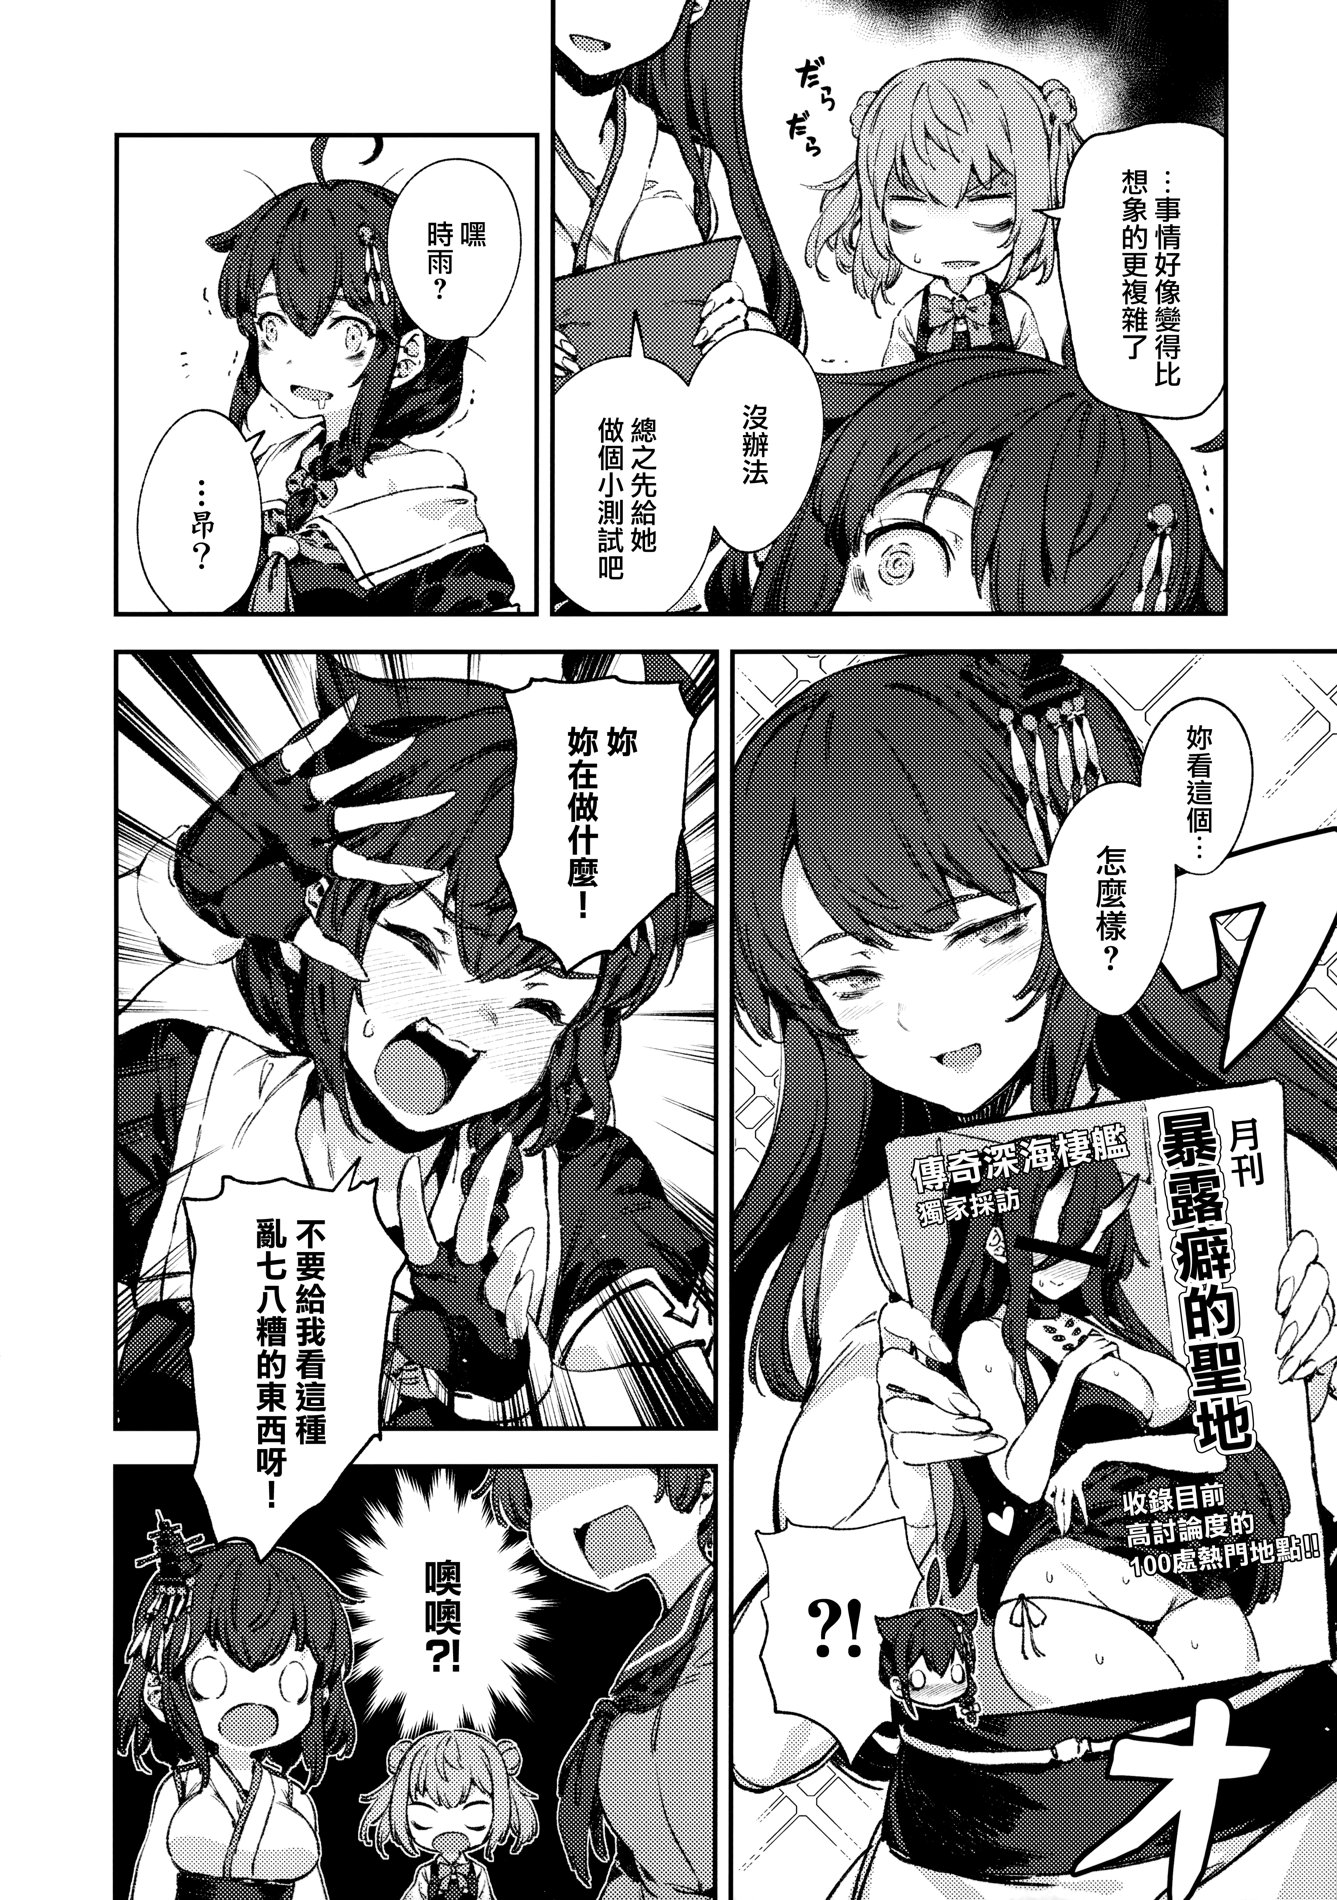 だらだら
…事情好像變得比
想象的更複雜了
沒辦法
總之先給她
做個小測試吧
嘿
時雨?
…昂?
妳看這個…
怎麼樣?
ワオ
月刊
暴露癖的聖地
傳奇深海棲艦
獨家採訪
收錄目前
高討論度的
100處熱門地點!!
?!
妳
妳在做什麼!
不要給我看這種
亂七八糟的東西呀!
噢噢?!